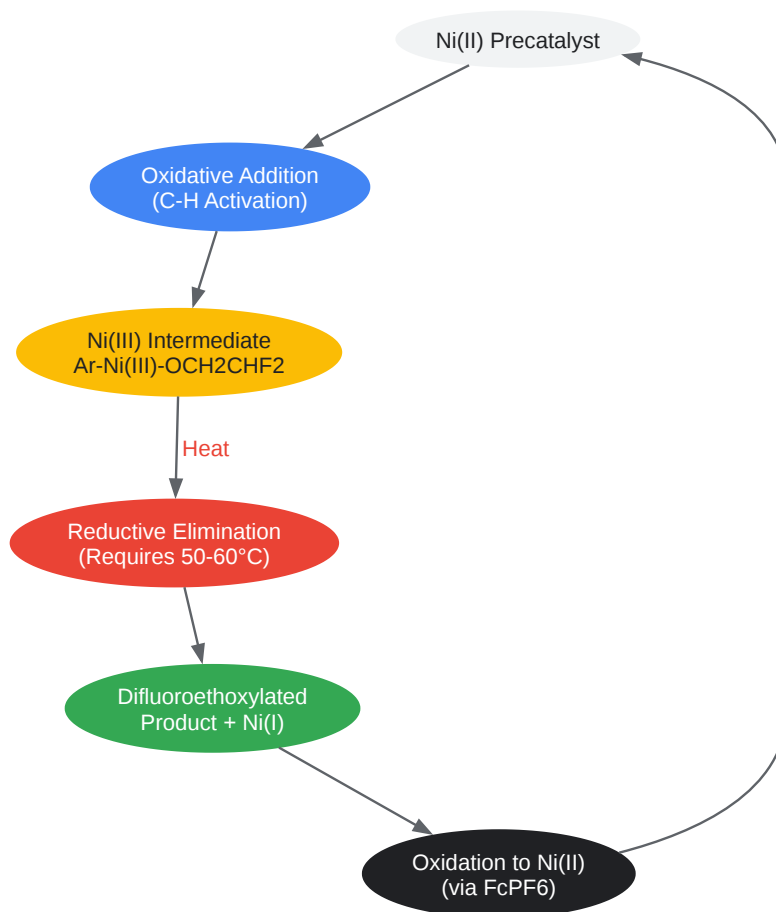 Ni(II) Precatalyst
Oxidative Addition
(C-H Activation)
Ni(III) Intermediate
Ar-Ni(III)-OCH2CHF2
Heat
Reductive Elimination
(Requires 50-60°C)
Difluoroethoxylated
Product + Ni(I)
Oxidation to Ni(II)
(via FcPF6)